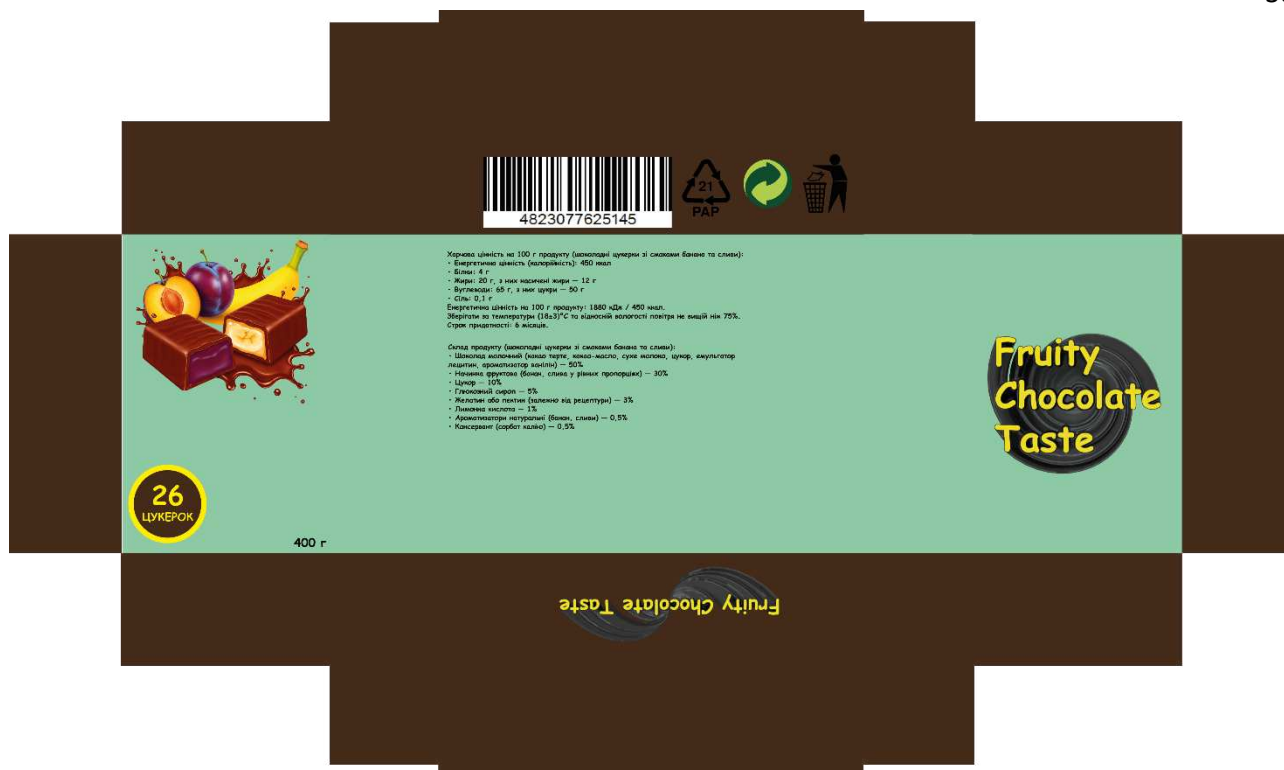 4823077625145
21
PAP
Харчова цінність на 100 г продукту (шоколадні цукерки зі смаками банана та сливи):
• Енергетична цінність (калорійність): 450 ккал
• Білки: 4 г
• Жири: 20 г, з них насичені жири — 12 г
• Вуглеводи: 65 г, з них цукри — 50 г
• Сіль: 0,1 г
Енергетична цінність на 100 г продукту: 1880 кДж / 450 ккал.
Зберігати за температури (18±3)°C та відносній вологості повітря не вищій ніж 75%.
Строк придатності: 6 місяців.
Склад продукту (шоколадні цукерки зі смаками банана та сливи):
• Шоколад молочний (какао терте, какао-масло, сухе молоко, цукор, емульгатор
лецитин, ароматизатор ванілін) — 50%
• Начинка фруктова (банан, слива у рівних пропорціях) — 30%
• Цукор — 10%
• Глюкозний сироп — 5%
• Желатин або пектин (залежно від рецептури) — 3%
• Лимонна кислота — 1%
• Ароматизатори натуральні (банан, сливи) — 0,5%
• Консервант (сорбат калію) — 0,5%
Fruity
Chocolate
Taste
26
ЦУКЕРОК
400 г
Fruity Chocolate Taste